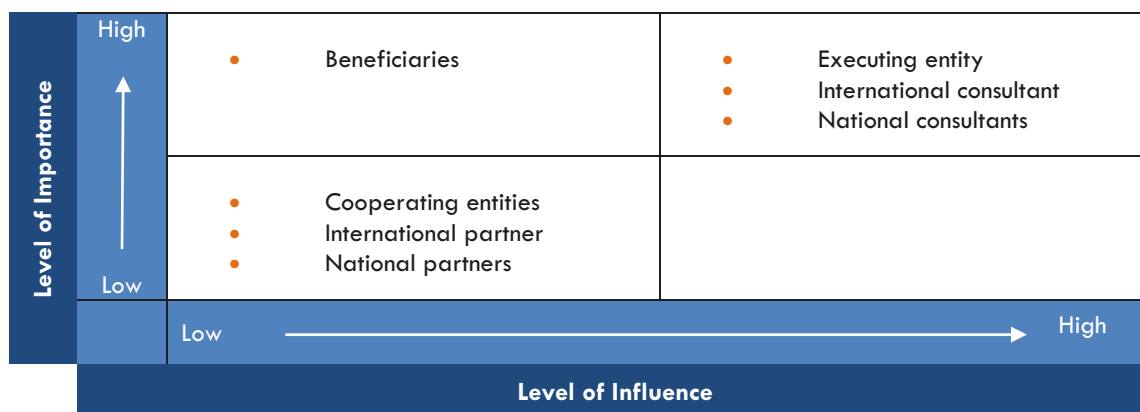 Level of Importance
High
Low
Beneficiaries
Executing entity
International consultant
National consultants
Cooperating entities
International partner
National partners
Low
High
Level of Influence